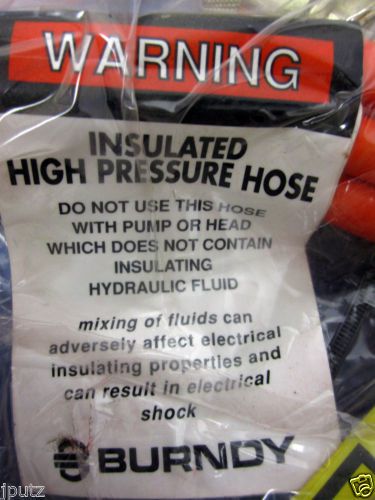 WARNING
INSULATED
HIGH PRESSURE HOSE
DO NOT USE THIS HOSE
WITH PUMP OR HEAD
WHICH DOES NOT CONTAIN
INSULATING
HYDRAULIC FLUID
mixing of fluids can
adversely affect electrical
insulating properties and
can result in electrical
shock
BURNDY
jputz